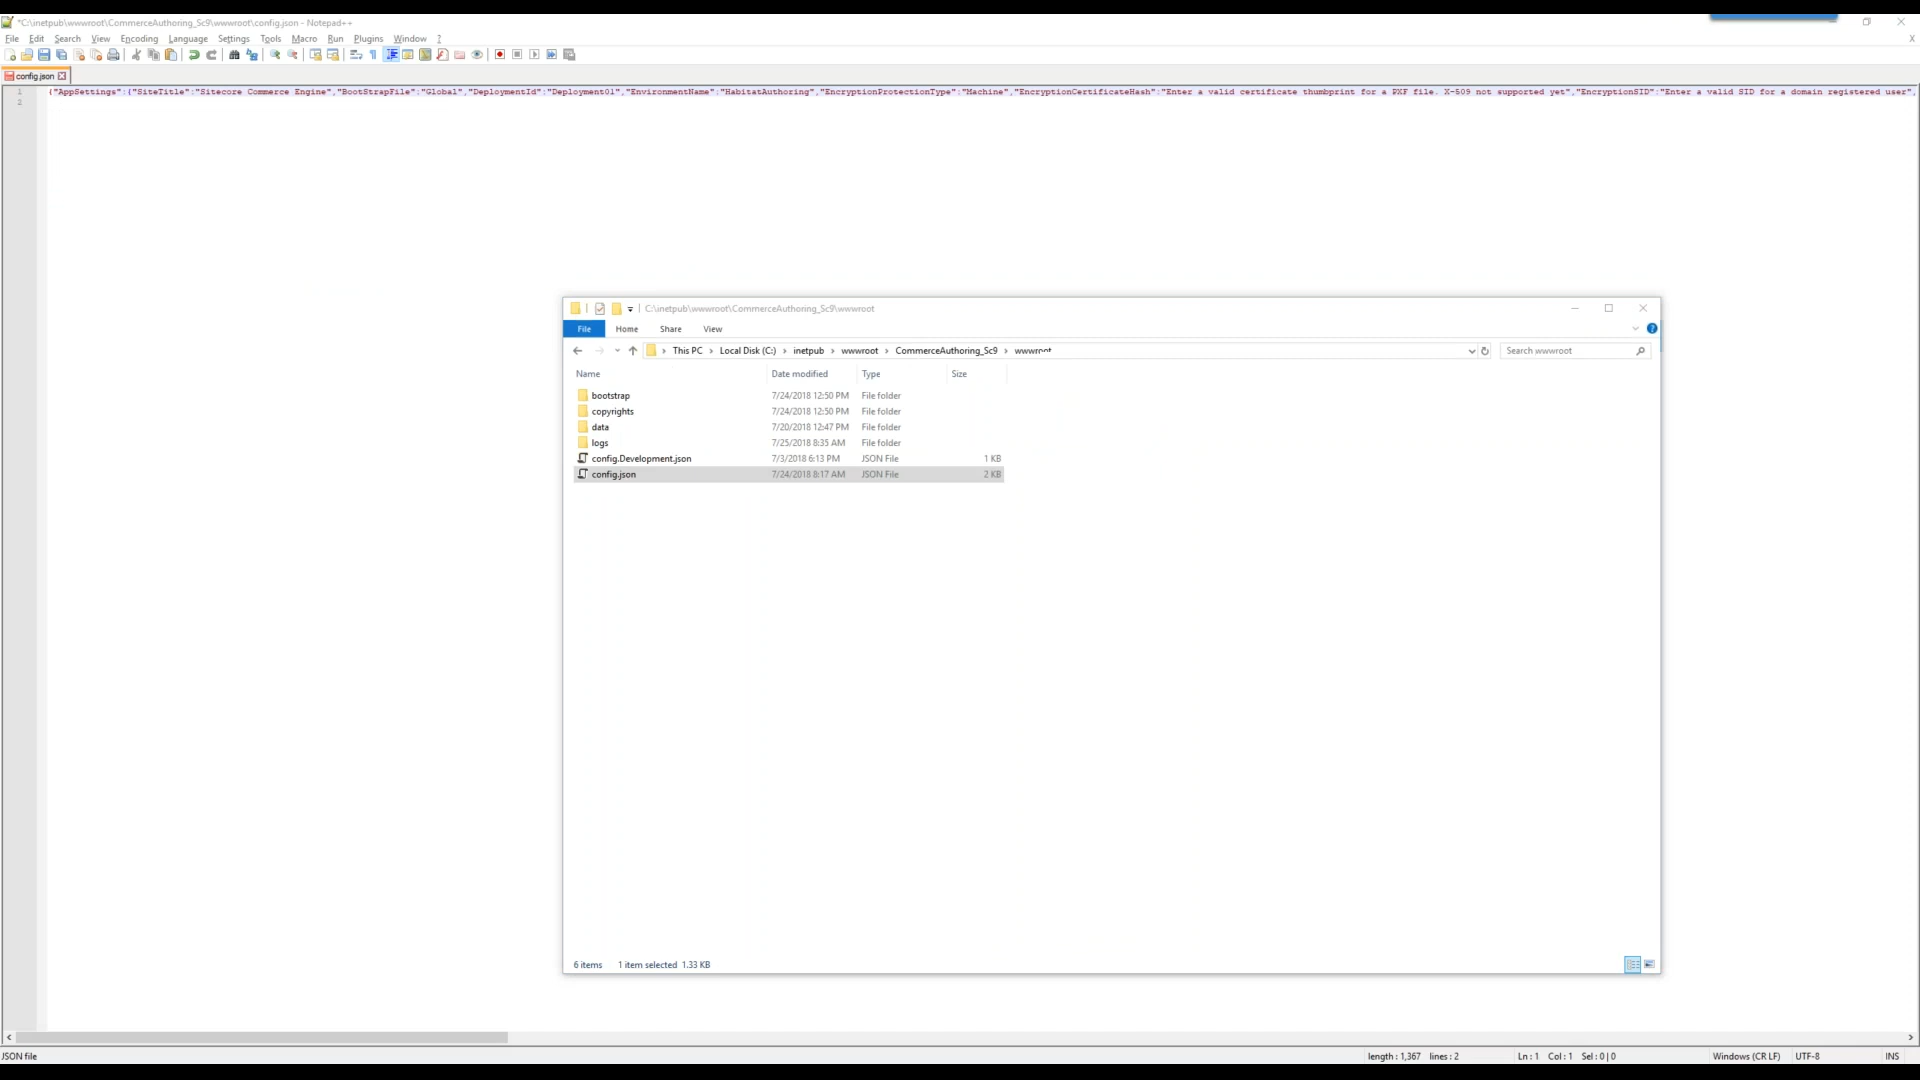 *C:\inetpub\wwwroot\CommerceAuthoring_Sc9\wwwroot\config.json - Notepad++
File Edit Search View Encoding Language Settings Tools Macro Run Plugins Window ?
X
config.json
1 {"AppSettings":{"SiteTitle":"Sitecore Commerce Engine","BootStrapFile":"Global","DeploymentId":"Deployment01","EnvironmentName":"HabitatAuthoring","EncryptionProtectionType":"Machine","EncryptionCertificateHash":"Enter a valid certificate thumbprint for a PXF file. X-509 not supported yet","EncryptionSID":"Enter a valid SID for a domain registered user",
2
C:\inetpub\wwwroot\CommerceAuthoring_Sc9\wwwroot
File Home Share View
This PC Local Disk (C:) inetpub wwwroot CommerceAuthoring_Sc9 wwwroot Search wwwroot
Name Date modified Type Size
bootstrap 7/24/2018 12:50 PM File folder
copyrights 7/24/2018 12:50 PM File folder
data 7/20/2018 12:47 PM File folder
logs 7/25/2018 8:35 AM File folder
config.Development.json 7/3/2018 6:13 PM JSON File 1 KB
config.json 7/24/2018 8:17 AM JSON File 2 KB
6 items 1 item selected 1.33 KB
JSON file length : 1,367 lines : 2 Ln : 1 Col : 1 Sel : 0 | 0 Windows (CR LF) UTF-8 INS